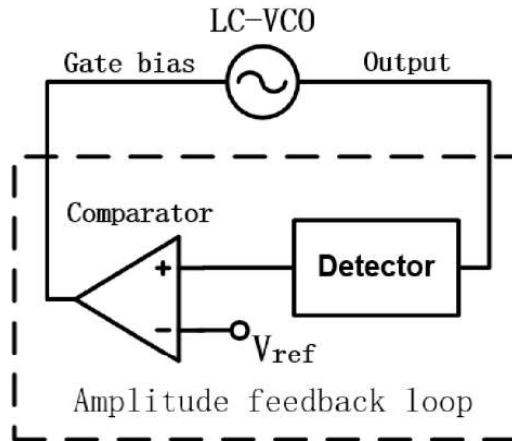 LC-VCO
Gate bias
Output
Comparator
+
Detector
-
Vref
Amplitude feedback loop